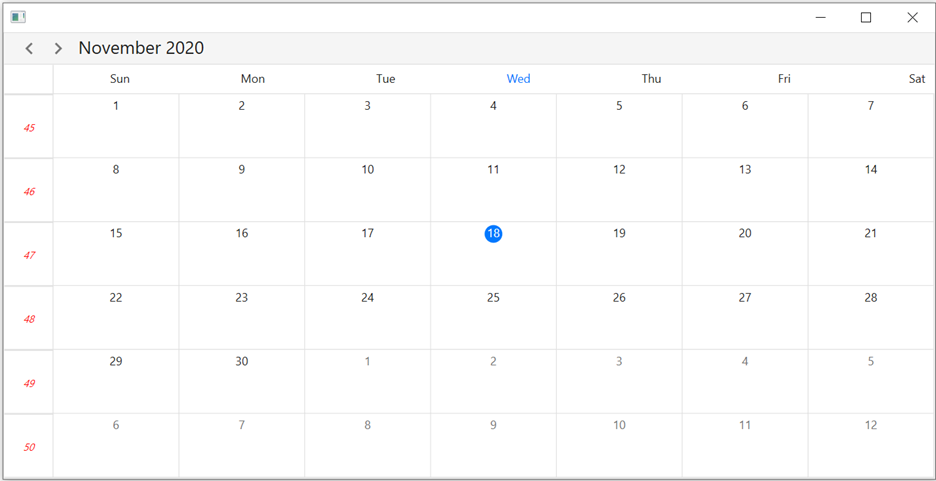 November 2020
Sun Mon Tue Wed Thu Fri Sat
45 1 2 3 4 5 6 7
46 8 9 10 11 12 13 14
47 15 16 17 18 19 20 21
48 22 23 24 25 26 27 28
49 29 30 1 2 3 4 5
50 6 7 8 9 10 11 12